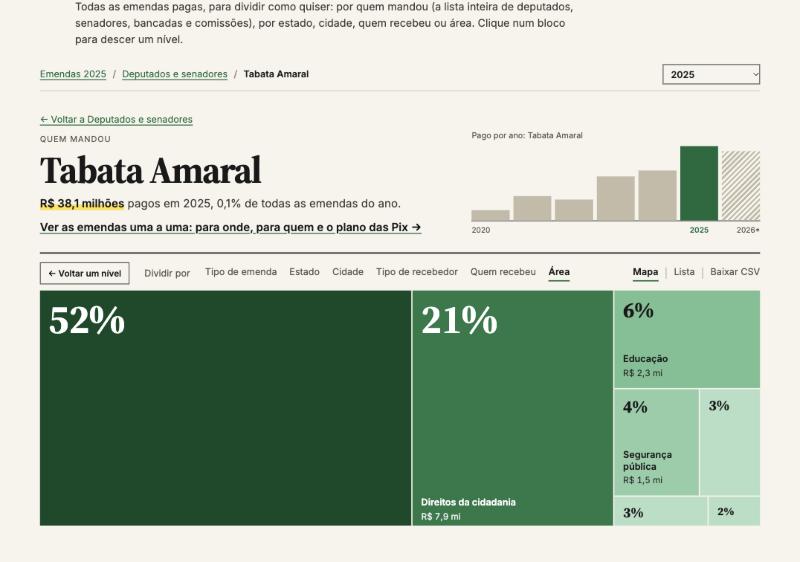 Todas as emendas pagas, para dividir como quiser: por quem mandou (a lista inteira de deputados,
senadores, bancadas e comissões), por estado, cidade, quem recebeu ou área. Clique num bloco
para descer um nível.
Emendas 2025 / Deputados e senadores / Tabata Amaral
2025
← Voltar a Deputados e senadores
QUEM MANDOU
Tabata Amaral
R$ 38,1 milhões pagos em 2025, 0,1% de todas as emendas do ano.
Ver as emendas uma a uma: para onde, para quem e o plano das Pix →
Pago por ano: Tabata Amaral
2020 2025 2026*
← Voltar um nível Dividir por Tipo de emenda Estado Cidade Tipo de recebedor Quem recebeu Área Mapa | Lista | Baixar CSV
52%
21%
Direitos da cidadania
R$ 7,9 mi
6%
Educação
R$ 2,3 mi
4%
Segurança
pública
R$ 1,5 mi
3%
3%
2%